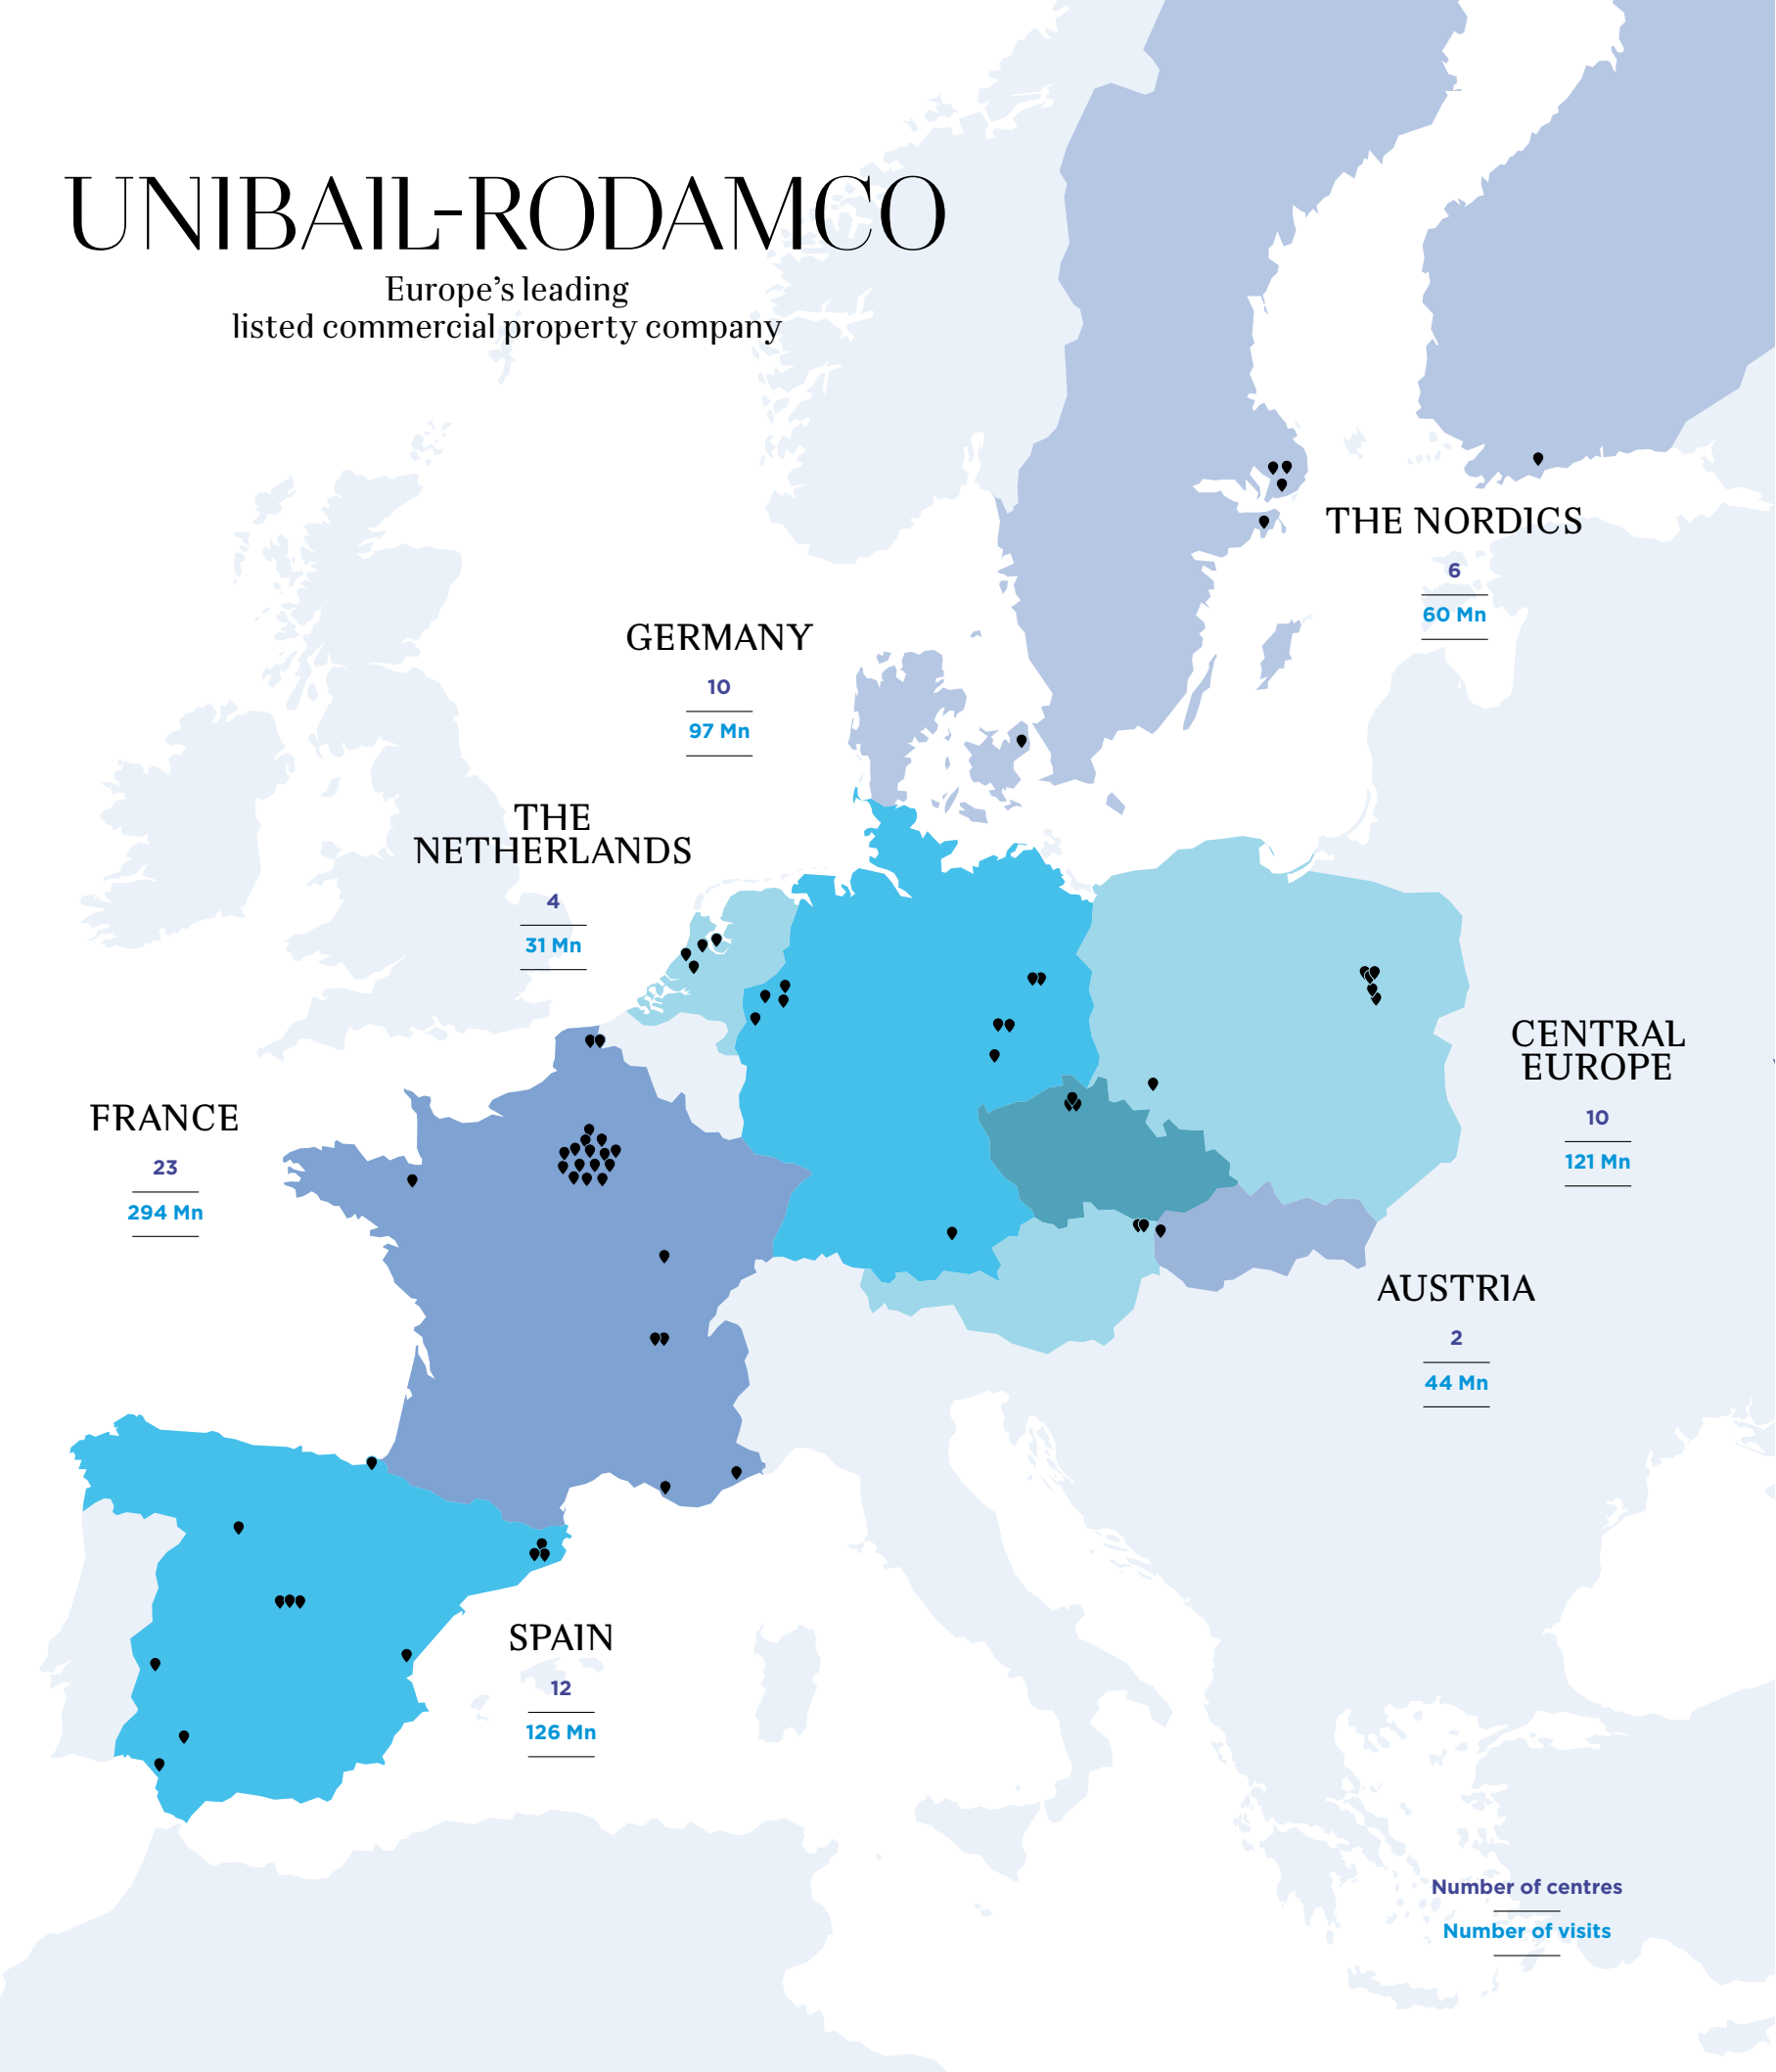 UNIBAIL-RODAMCO
Europe's leading
listed commercial property company
THE NORDICS
6
60 Mn
GERMANY
10
97 Mn
THE
NETHERLANDS
4
31 Mn
CENTRAL
EUROPE
10
121 Mn
FRANCE
23
294 Mn
AUSTRIA
2
44 Mn
SPAIN
12
126 Mn
Number of centres
Number of visits